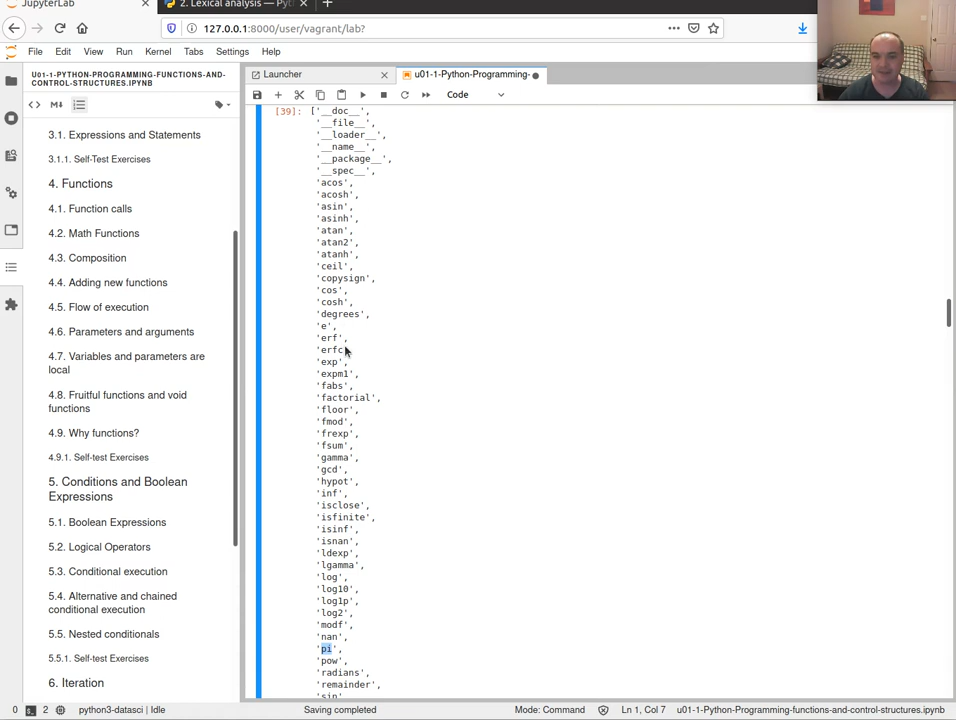 JupyterLab
2. Lexical analysis — Pyt
127.0.0.1:8000/user/vagrant/lab?
File Edit View Run Kernel Tabs Settings Help
U01-1-PYTHON-PROGRAMMING-FUNCTIONS-AND-
CONTROL-STRUCTURES.IPYNB
3.1. Expressions and Statements
3.1.1. Self-Test Exercises
4. Functions
4.1. Function calls
4.2. Math Functions
4.3. Composition
4.4. Adding new functions
4.5. Flow of execution
4.6. Parameters and arguments
4.7. Variables and parameters are
local
4.8. Fruitful functions and void
functions
4.9. Why functions?
4.9.1. Self-test Exercises
5. Conditions and Boolean
Expressions
5.1. Boolean Expressions
5.2. Logical Operators
5.3. Conditional execution
5.4. Alternative and chained
conditional execution
5.5. Nested conditionals
5.5.1. Self-test Exercises
6. Iteration
Launcher
u01-1-Python-Programming-
Code
[39]: ['__doc__',
'__file__',
'__loader__',
'__name__',
'__package__',
'__spec__',
'acos',
'acosh',
'asin',
'asinh',
'atan',
'atan2',
'atanh',
'ceil',
'copysign',
'cos',
'cosh',
'degrees',
'e',
'erf',
'erfc',
'exp',
'expm1',
'fabs',
'factorial',
'floor',
'fmod',
'frexp',
'fsum',
'gamma',
'gcd',
'hypot',
'inf',
'isclose',
'isfinite',
'isinf',
'isnan',
'ldexp',
'lgamma',
'log',
'log10',
'log1p',
'log2',
'modf',
'nan',
'pi',
'pow',
'radians',
'remainder',
'sin',
0 2 python3-datasci | Idle Saving completed Mode: Command Ln 1, Col 7 u01-1-Python-Programming-functions-and-control-structures.ipynb